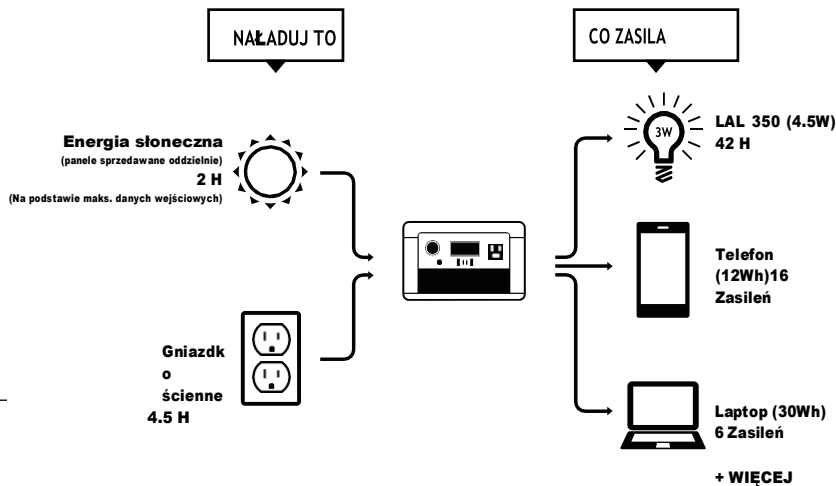 NAŁADUJ TO
CO ZASILA
Energia słoneczna
(panele sprzedawane oddzielnie)
2 H
(Na podstawie maks. danych wejściowych)
Gniazdk
o
ścienne
4.5 H
3W
LAL 350 (4.5W)
42 H
Telefon
(12Wh)16
Zasileń
Laptop (30Wh)
6 Zasileń
+ WIĘCEJ